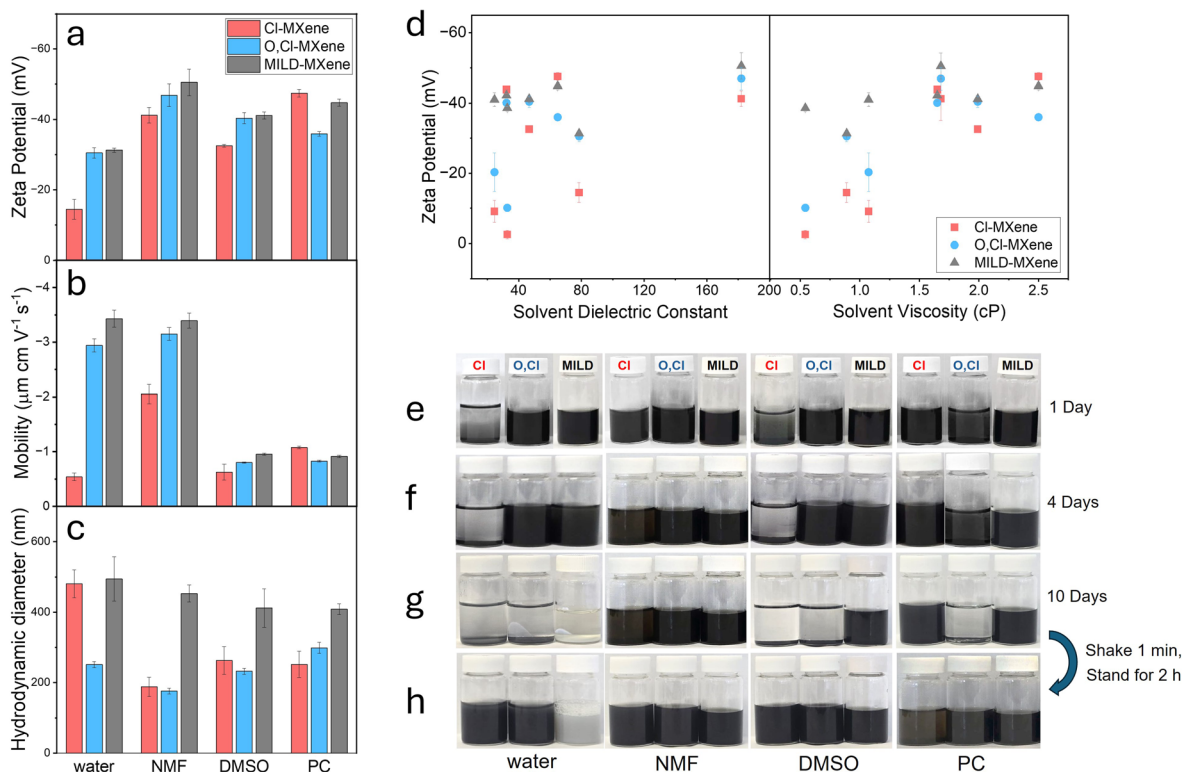 a
Cl-MXene
O,Cl-MXene
MILD-MXene
Zeta Potential (mV)
−60
−40
−20
0
b
Mobility (μm cm V⁻¹ s⁻¹)
−4
−3
−2
−1
0
c
Hydrodynamic diameter (nm)
600
400
200
0
water NMF DMSO PC
d
Zeta Potential (mV)
−60
−40
−20
0
Cl-MXene
O,Cl-MXene
MILD-MXene
40 80 120 160 200 0.5 1.0 1.5 2.0 2.5
Solvent Dielectric Constant Solvent Viscosity (cP)
Cl O,Cl MILD Cl O,Cl MILD Cl O,Cl MILD Cl O,Cl MILD
e 1 Day
f 4 Days
g 10 Days
Shake 1 min,
Stand for 2 h
h
water NMF DMSO PC